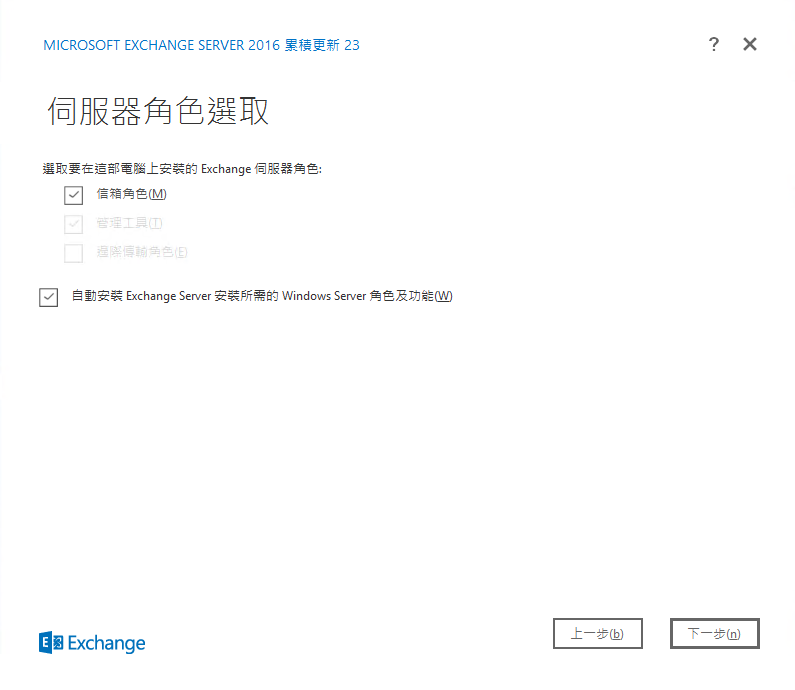 MICROSOFT EXCHANGE SERVER 2016 累積更新 23
?
伺服器角色選取
選取要在這部電腦上安裝的 Exchange 伺服器角色:
信箱角色(M)
管理工具(T)
邊際傳輸角色(E)
自動安裝 Exchange Server 安裝所需的 Windows Server 角色及功能(W)
E Exchange
上一步(b)
下一步(n)